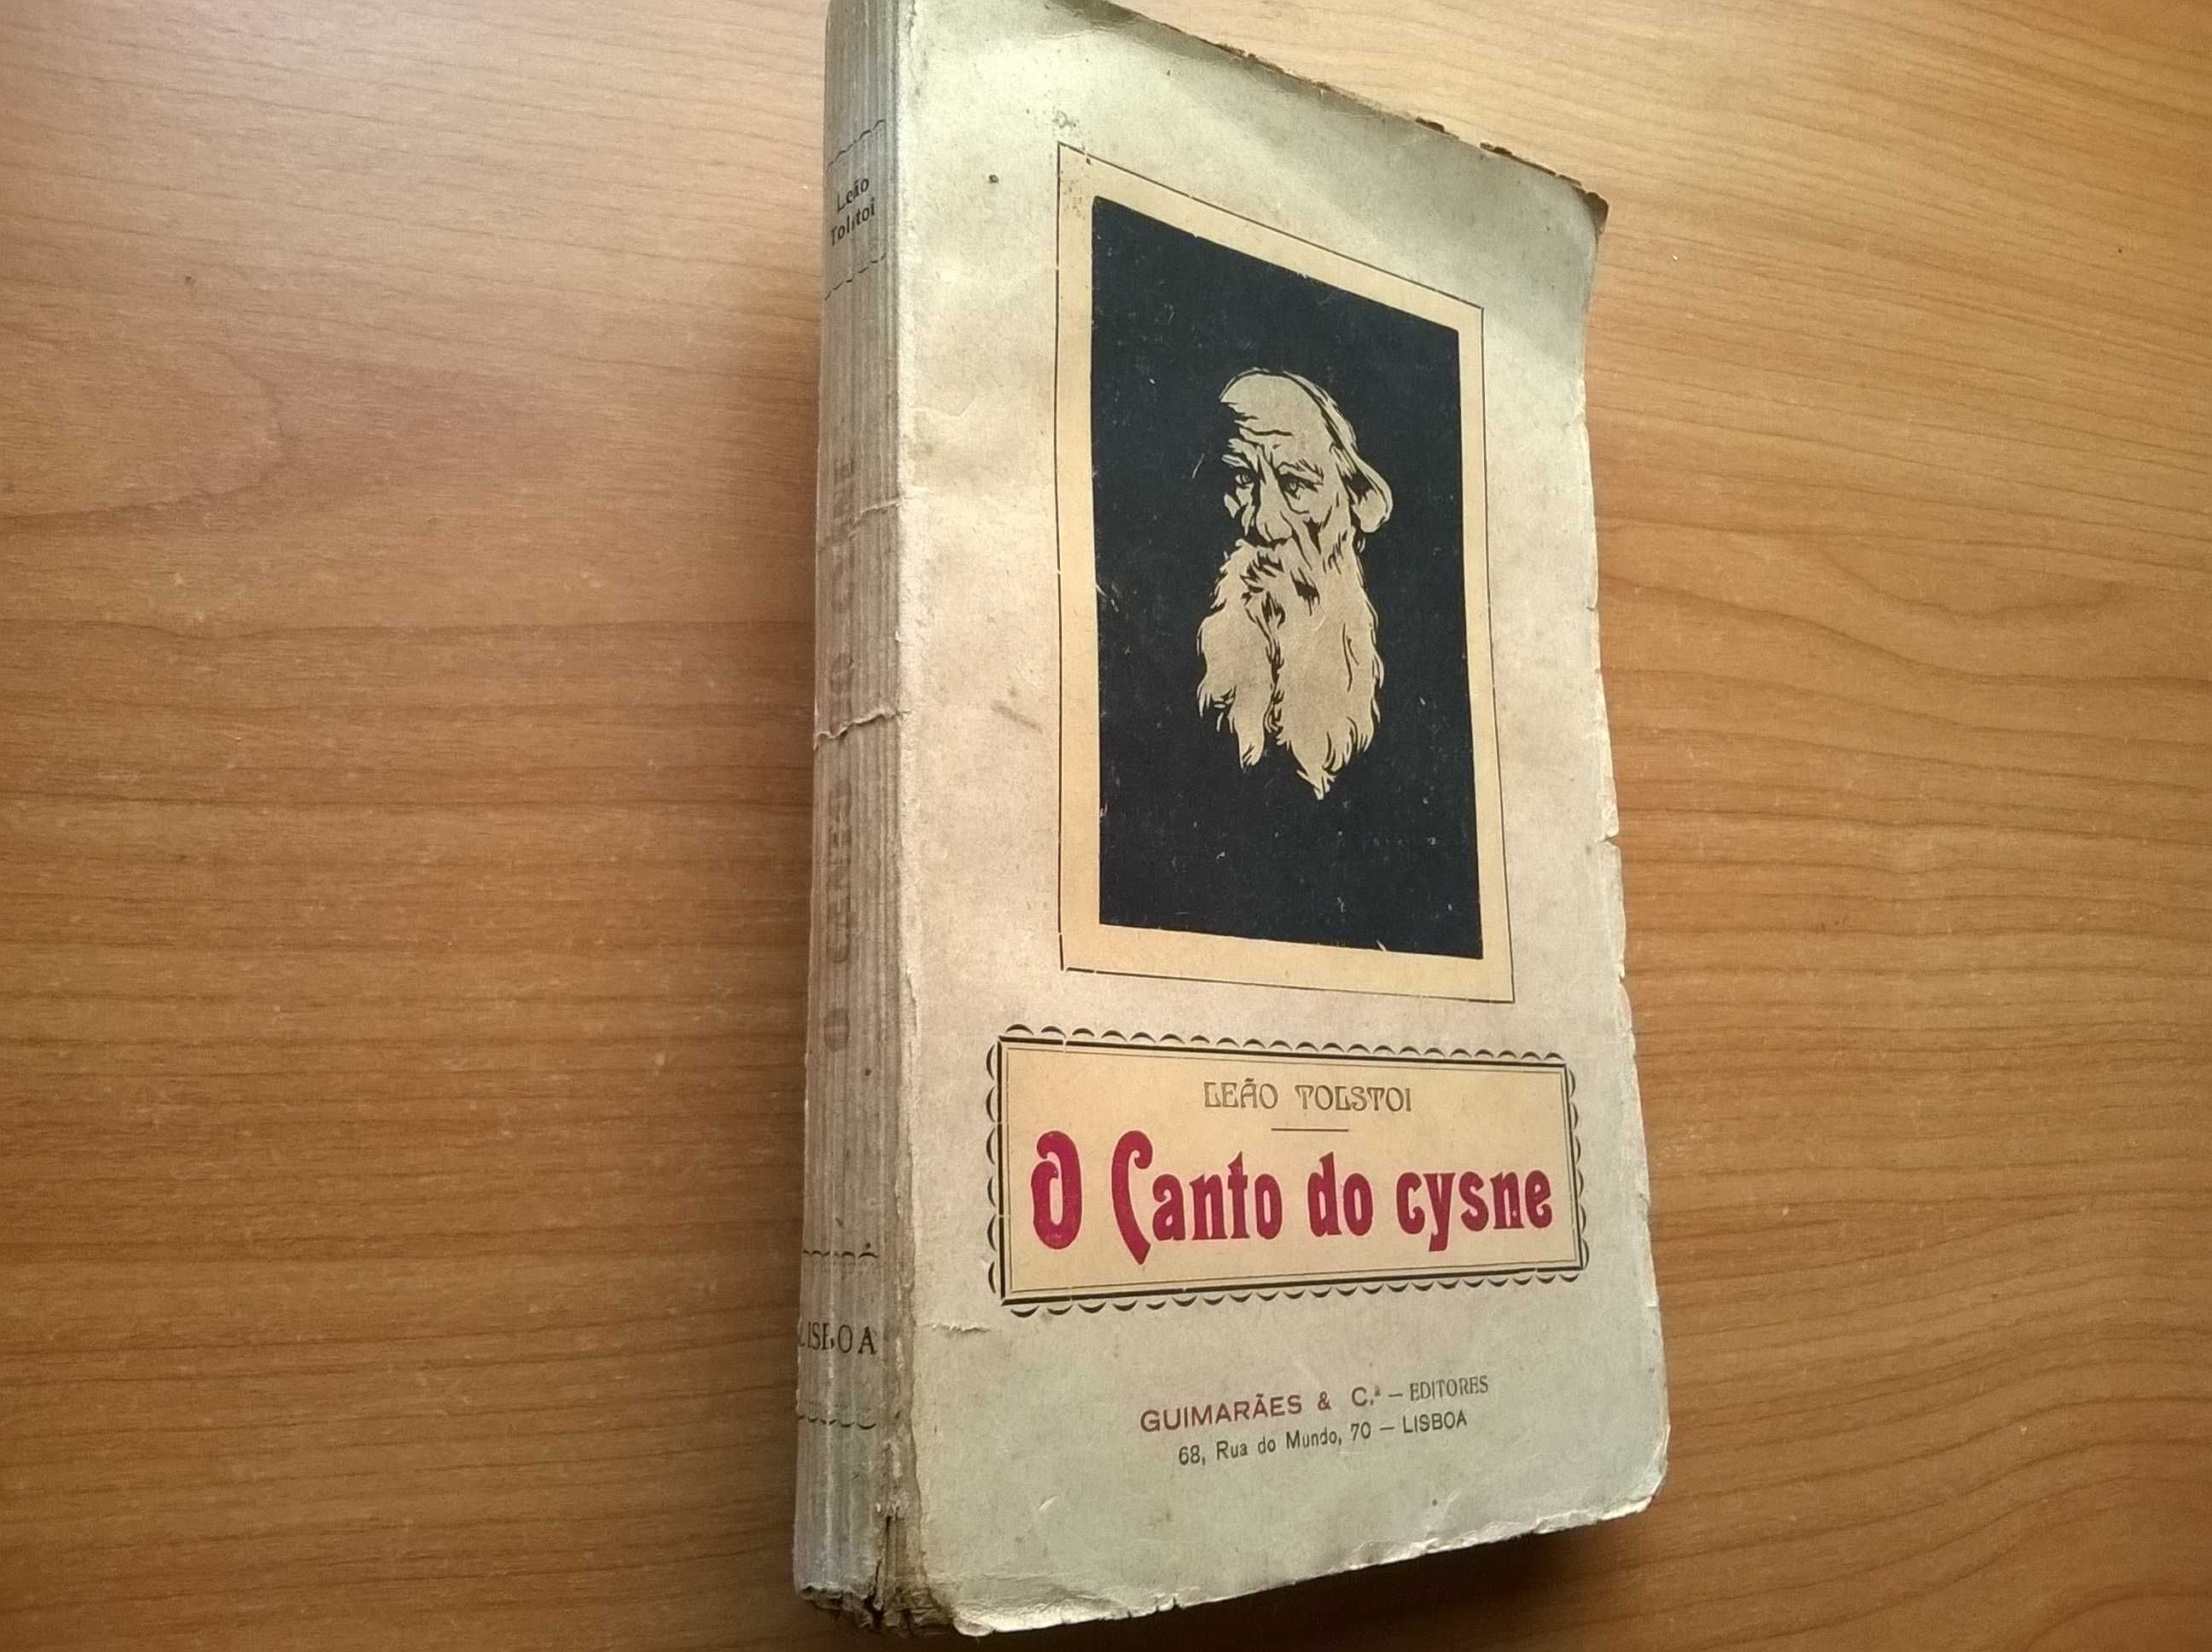 Leão
Tolstoi
LISBOA
LEÃO TOLSTOI
O Canto do cysne
GUIMARÃES & C.ª — EDITORES
68, Rua do Mundo, 70 — LISBOA